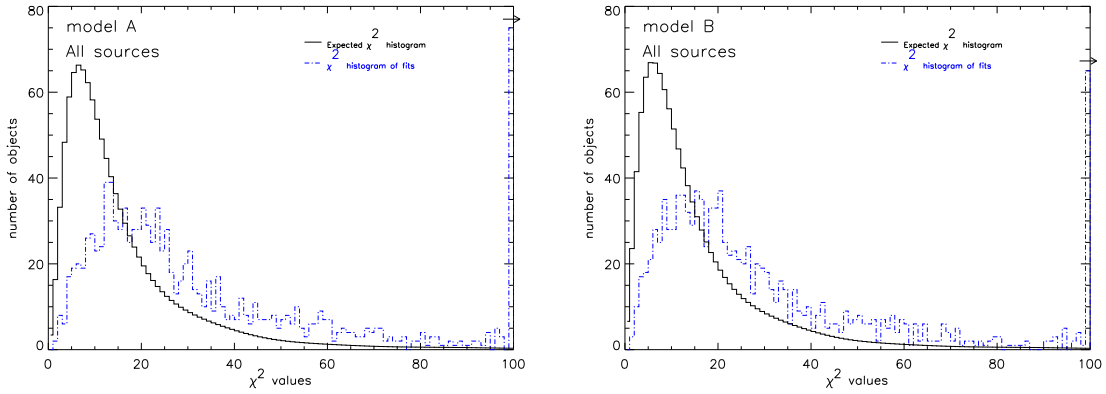 model A
All sources
Expected χ² histogram
χ² histogram of fits
number of objects
80
60
40
20
0
0 20 40 60 80 100
χ² values
model B
All sources
Expected χ² histogram
χ² histogram of fits
number of objects
80
60
40
20
0
0 20 40 60 80 100
χ² values